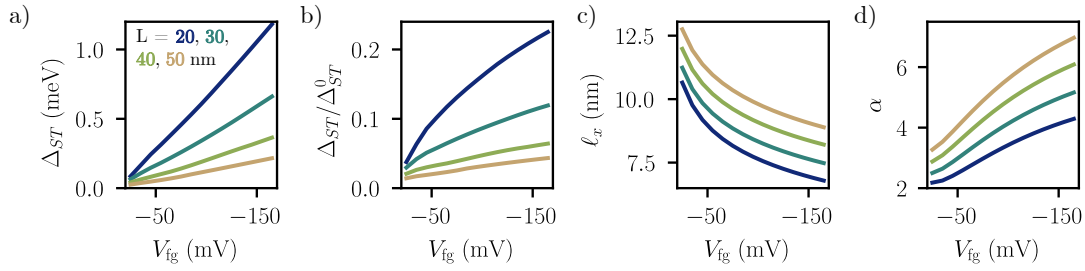 a)
Δ_ST (meV)
1.0
0.5
0.0
L = 20, 30,
40, 50 nm
−50
−150
V_fg (mV)
b)
Δ_ST/Δ⁰_ST
0.2
0.1
0.0
−50
−150
V_fg (mV)
c)
ℓ_x (nm)
12.5
10.0
7.5
−50
−150
V_fg (mV)
d)
α
6
4
2
−50
−150
V_fg (mV)